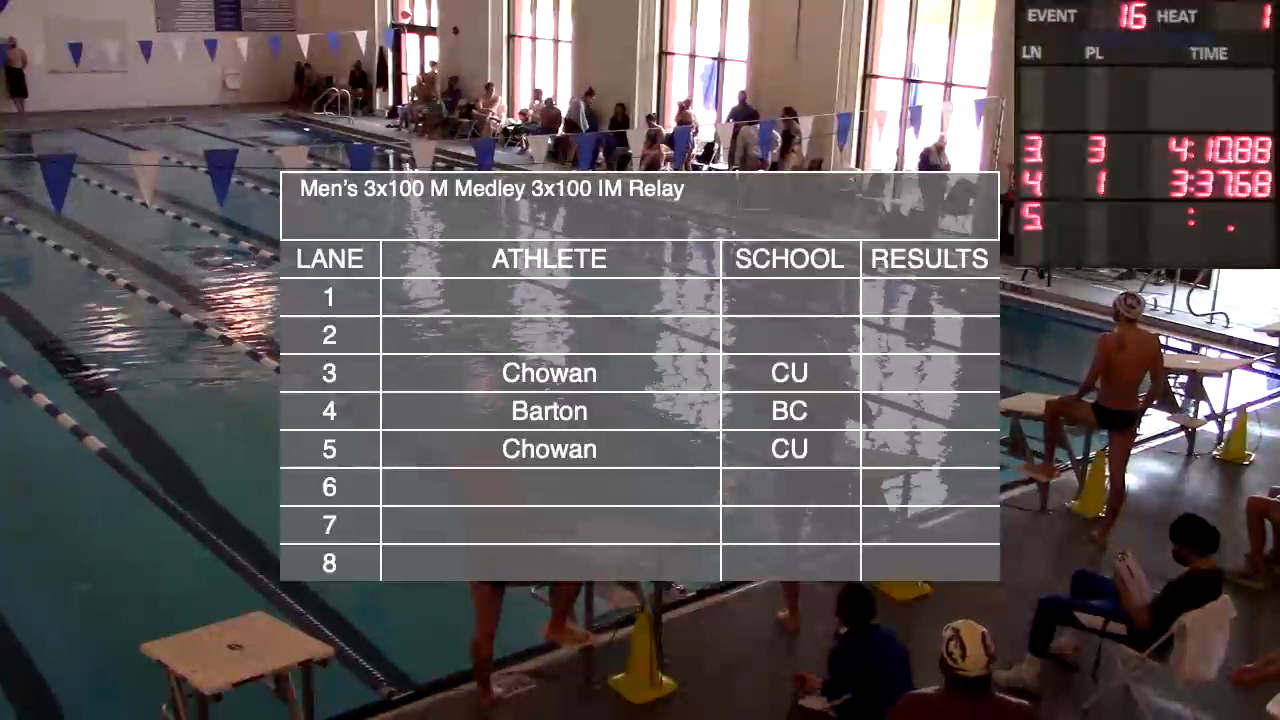 EVENT 16 HEAT 1
LN PL TIME
3 3 4:10.88
4 1 3:37.68
5 : .
Men's 3x100 M Medley 3x100 IM Relay
LANE ATHLETE SCHOOL RESULTS
1
2
3 Chowan CU
4 Barton BC
5 Chowan CU
6
7
8